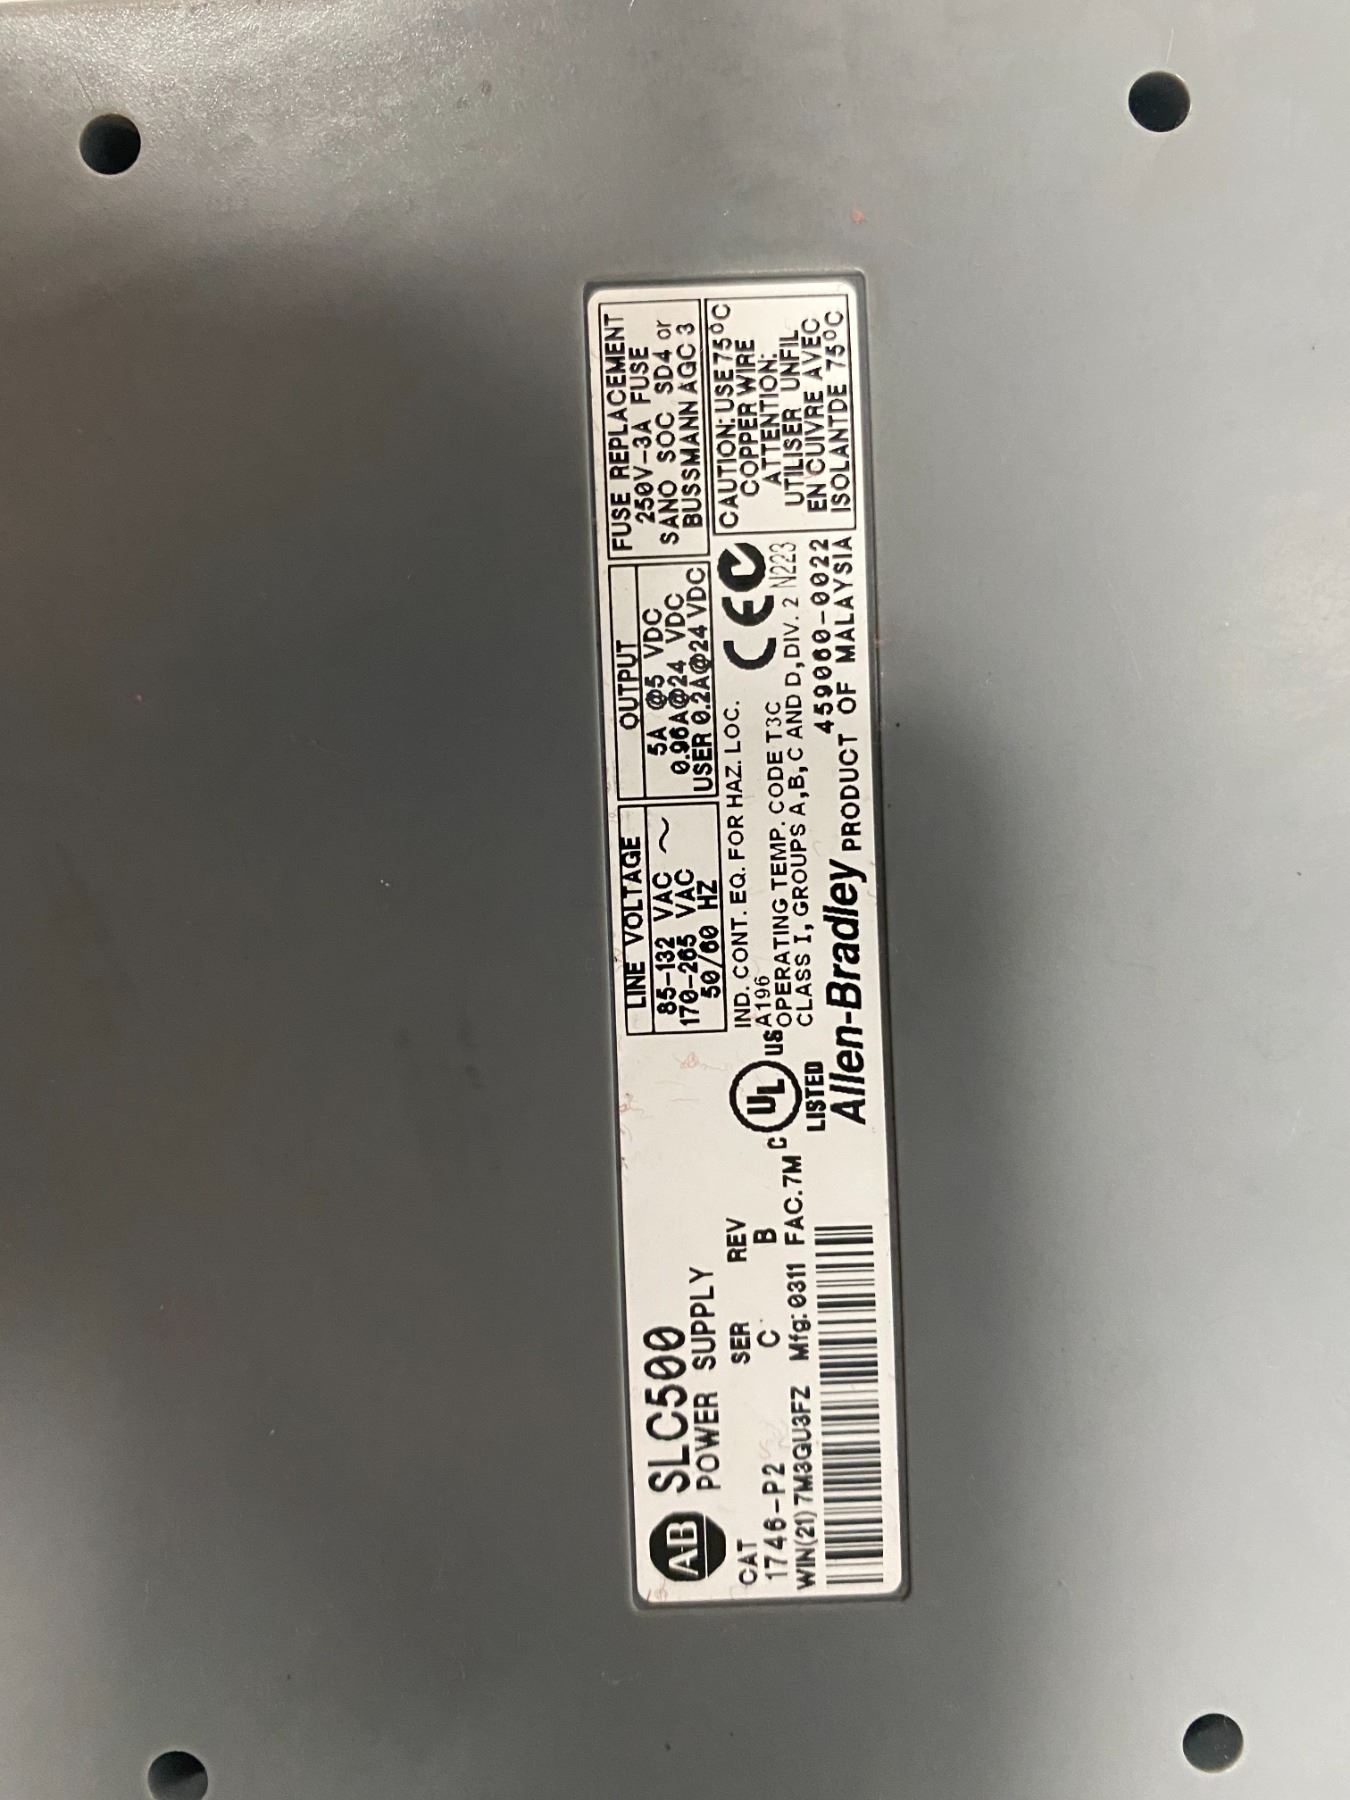 AB SLC500
POWER SUPPLY
CAT SER REV
1746-P2 C B
WIN(21) 7M3QU3FZ Mfg: 0311 FAC. 7M
LINE VOLTAGE
85-132 VAC ~
170-265 VAC
50/60 HZ
OUTPUT
5A @5 VDC
0.96A@24 VDC
USER 0.2A@24 VDC
FUSE REPLACEMENT
250V-3A FUSE
SANO SOC SD4 or
BUSSMANN AGC 3
C UL US
LISTED
IND. CONT. EQ. FOR HAZ. LOC.
A196
OPERATING TEMP. CODE T3C
CLASS I, GROUPS A,B, C AND D, DIV. 2
CE
N223
CAUTION: USE 75°C
COPPER WIRE
ATTENTION:
UTILISER UNFIL
EN CUIVRE AVEC
ISOLANTDE 75°C
459060-0022
Allen-Bradley PRODUCT OF MALAYSIA